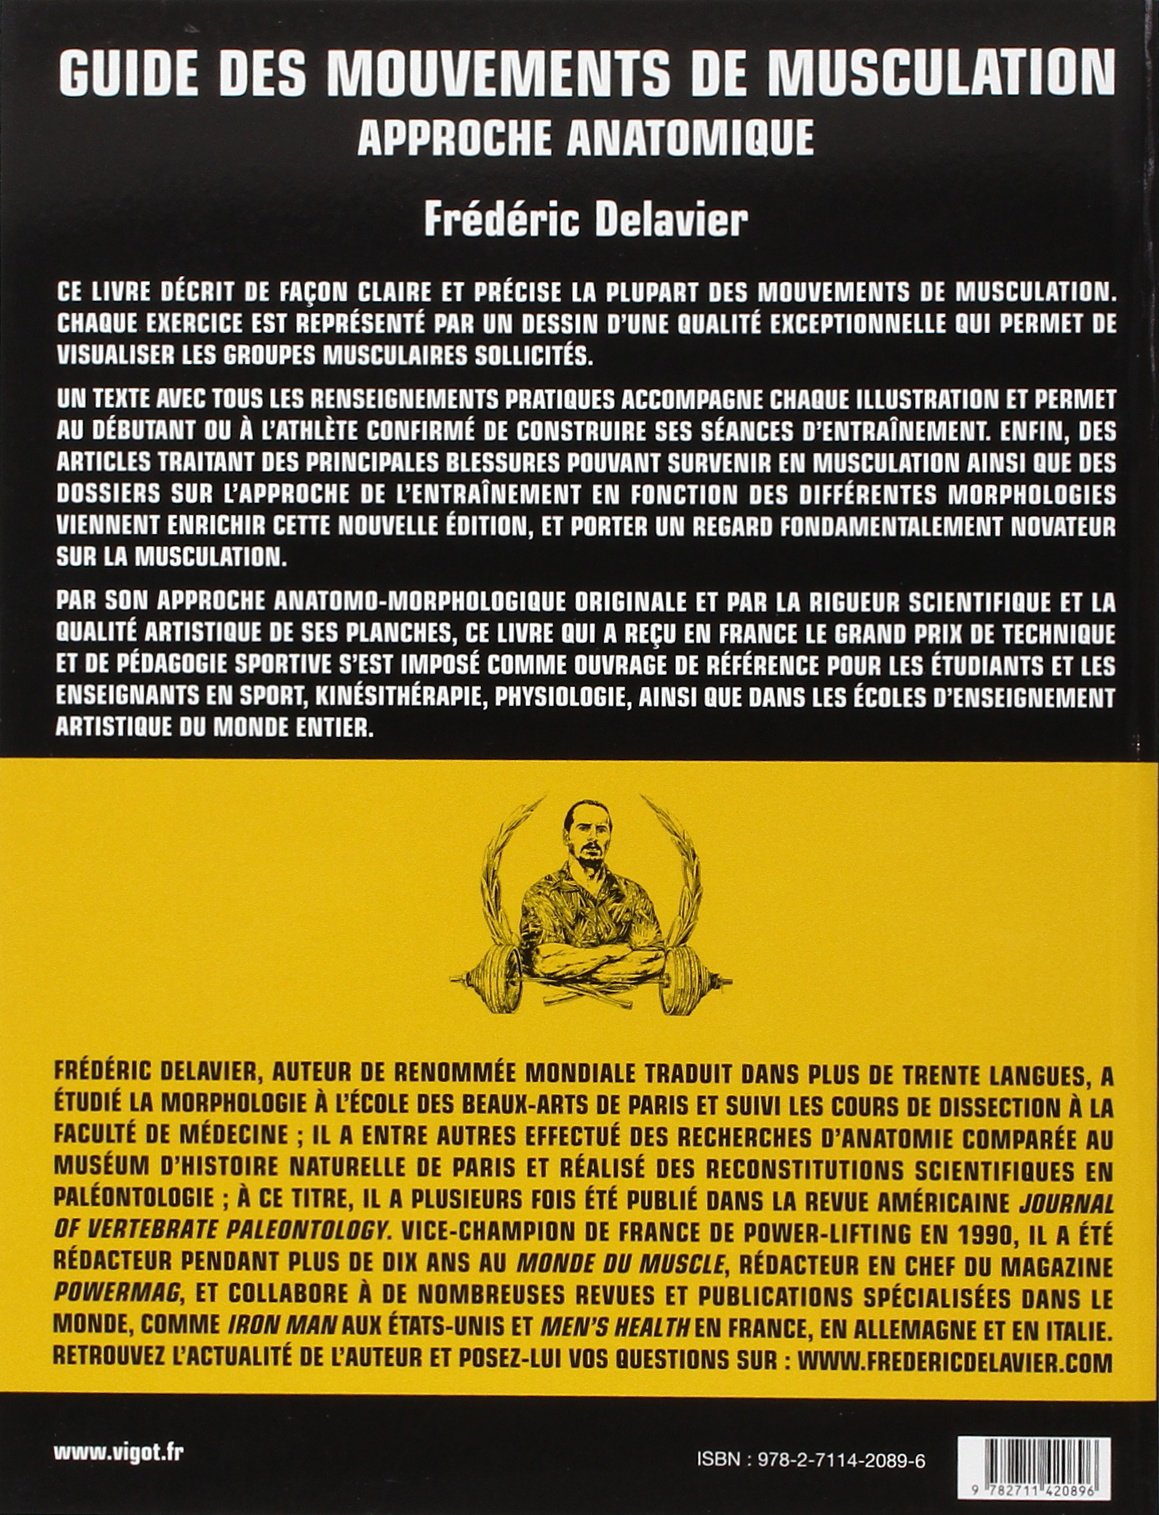 GUIDE DES MOUVEMENTS DE MUSCULATION
APPROCHE ANATOMIQUE
Frédéric Delavier
CE LIVRE DÉCRIT DE FAÇON CLAIRE ET PRÉCISE LA PLUPART DES MOUVEMENTS DE MUSCULATION.
CHAQUE EXERCICE EST REPRÉSENTÉ PAR UN DESSIN D'UNE QUALITÉ EXCEPTIONNELLE QUI PERMET DE
VISUALISER LES GROUPES MUSCULAIRES SOLLICITÉS.
UN TEXTE AVEC TOUS LES RENSEIGNEMENTS PRATIQUES ACCOMPAGNE CHAQUE ILLUSTRATION ET PERMET
AU DÉBUTANT OU À L'ATHLÈTE CONFIRMÉ DE CONSTRUIRE SES SÉANCES D'ENTRAÎNEMENT. ENFIN, DES
ARTICLES TRAITANT DES PRINCIPALES BLESSURES POUVANT SURVENIR EN MUSCULATION AINSI QUE DES
DOSSIERS SUR L'APPROCHE DE L'ENTRAÎNEMENT EN FONCTION DES DIFFÉRENTES MORPHOLOGIES
VIENNENT ENRICHIR CETTE NOUVELLE ÉDITION, ET PORTER UN REGARD FONDAMENTALEMENT NOVATEUR
SUR LA MUSCULATION.
PAR SON APPROCHE ANATOMO-MORPHOLOGIQUE ORIGINALE ET PAR LA RIGUEUR SCIENTIFIQUE ET LA
QUALITÉ ARTISTIQUE DE SES PLANCHES, CE LIVRE QUI A REÇU EN FRANCE LE GRAND PRIX DE TECHNIQUE
ET DE PÉDAGOGIE SPORTIVE S'EST IMPOSÉ COMME OUVRAGE DE RÉFÉRENCE POUR LES ÉTUDIANTS ET LES
ENSEIGNANTS EN SPORT, KINÉSITHÉRAPIE, PHYSIOLOGIE, AINSI QUE DANS LES ÉCOLES D'ENSEIGNEMENT
ARTISTIQUE DU MONDE ENTIER.
FRÉDÉRIC DELAVIER, AUTEUR DE RENOMMÉE MONDIALE TRADUIT DANS PLUS DE TRENTE LANGUES, A
ÉTUDIÉ LA MORPHOLOGIE À L'ÉCOLE DES BEAUX-ARTS DE PARIS ET SUIVI LES COURS DE DISSECTION À LA
FACULTÉ DE MÉDECINE ; IL A ENTRE AUTRES EFFECTUÉ DES RECHERCHES D'ANATOMIE COMPARÉE AU
MUSÉUM D'HISTOIRE NATURELLE DE PARIS ET RÉALISÉ DES RECONSTITUTIONS SCIENTIFIQUES EN
PALÉONTOLOGIE ; À CE TITRE, IL A PLUSIEURS FOIS ÉTÉ PUBLIÉ DANS LA REVUE AMÉRICAINE JOURNAL
OF VERTEBRATE PALEONTOLOGY. VICE-CHAMPION DE FRANCE DE POWER-LIFTING EN 1990, IL A ÉTÉ
RÉDACTEUR PENDANT PLUS DE DIX ANS AU MONDE DU MUSCLE, RÉDACTEUR EN CHEF DU MAGAZINE
POWERMAG, ET COLLABORE À DE NOMBREUSES REVUES ET PUBLICATIONS SPÉCIALISÉES DANS LE
MONDE, COMME IRON MAN AUX ÉTATS-UNIS ET MEN'S HEALTH EN FRANCE, EN ALLEMAGNE ET EN ITALIE.
RETROUVEZ L'ACTUALITÉ DE L'AUTEUR ET POSEZ-LUI VOS QUESTIONS SUR : WWW.FREDERICDELAVIER.COM
www.vigot.fr
ISBN : 978-2-7114-2089-6
9 782711 420896